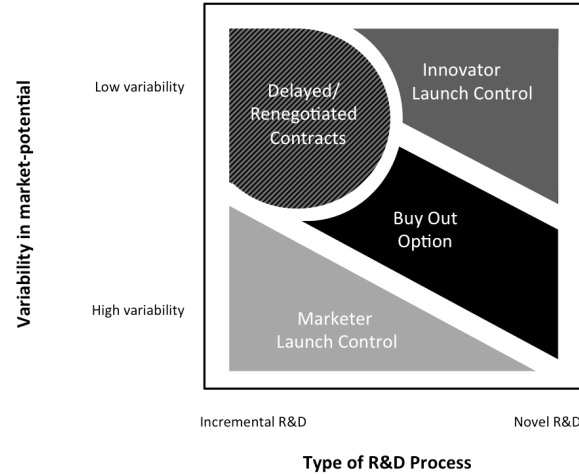 Variability in market-potential
Low variability
High variability
Delayed/
Renegotiated
Contracts
Innovator
Launch Control
Buy Out
Option
Marketer
Launch Control
Incremental R&D
Novel R&D
Type of R&D Process